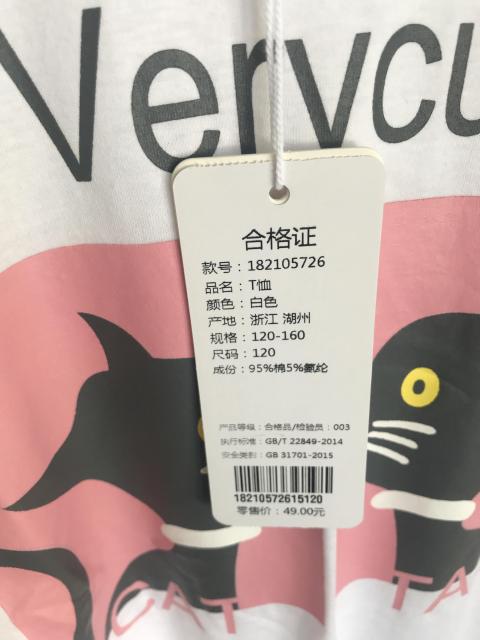 Verycu
合格证
款号：182105726
品名：T恤
颜色：白色
产地：浙江 湖州
规格：120-160
尺码：120
成份：95%棉5%氨纶
产品等级：合格品/检验员：003
执行标准：GB/T 22849-2014
安全类别：GB 31701-2015
18210572615120
零售价：49.00元
CAT TA